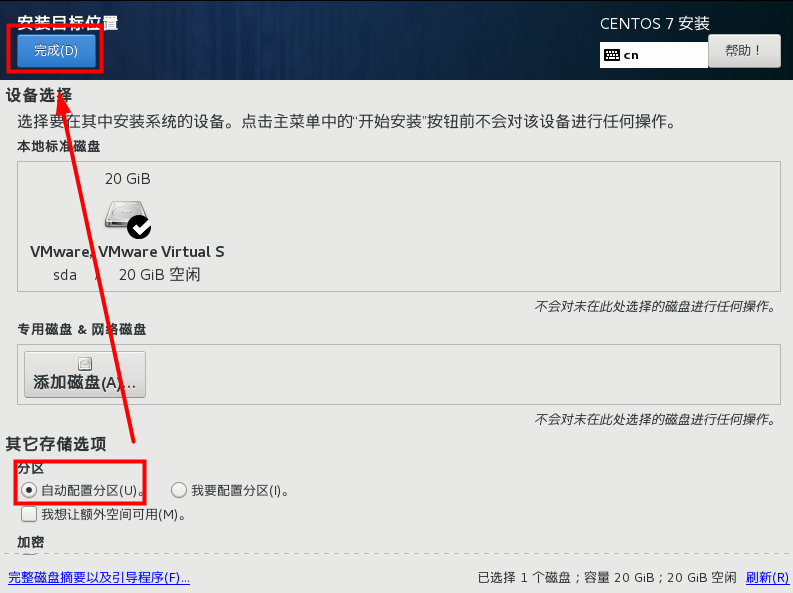 安装目标位置
CENTOS 7 安装
完成(D)
cn
帮助！
设备选择
选择要在其中安装系统的设备。点击主菜单中的“开始安装”按钮前不会对该设备进行任何操作。
本地标准磁盘
20 GiB
VMware, VMware Virtual S
sda / 20 GiB 空闲
不会对未在此处选择的磁盘进行任何操作。
专用磁盘 & 网络磁盘
添加磁盘(A)...
不会对未在此处选择的磁盘进行任何操作。
其它存储选项
分区
自动配置分区(U)。 我要配置分区(I)。
我想让额外空间可用(M)。
加密
完整磁盘摘要以及引导程序(F)... 已选择 1 个磁盘；容量 20 GiB；20 GiB 空闲 刷新(R)